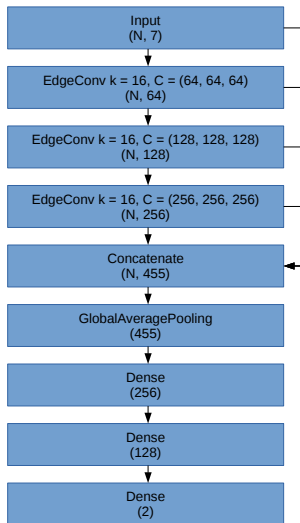 Input
(N, 7)
EdgeConv k = 16, C = (64, 64, 64)
(N, 64)
EdgeConv k = 16, C = (128, 128, 128)
(N, 128)
EdgeConv k = 16, C = (256, 256, 256)
(N, 256)
Concatenate
(N, 455)
GlobalAveragePooling
(455)
Dense
(256)
Dense
(128)
Dense
(2)